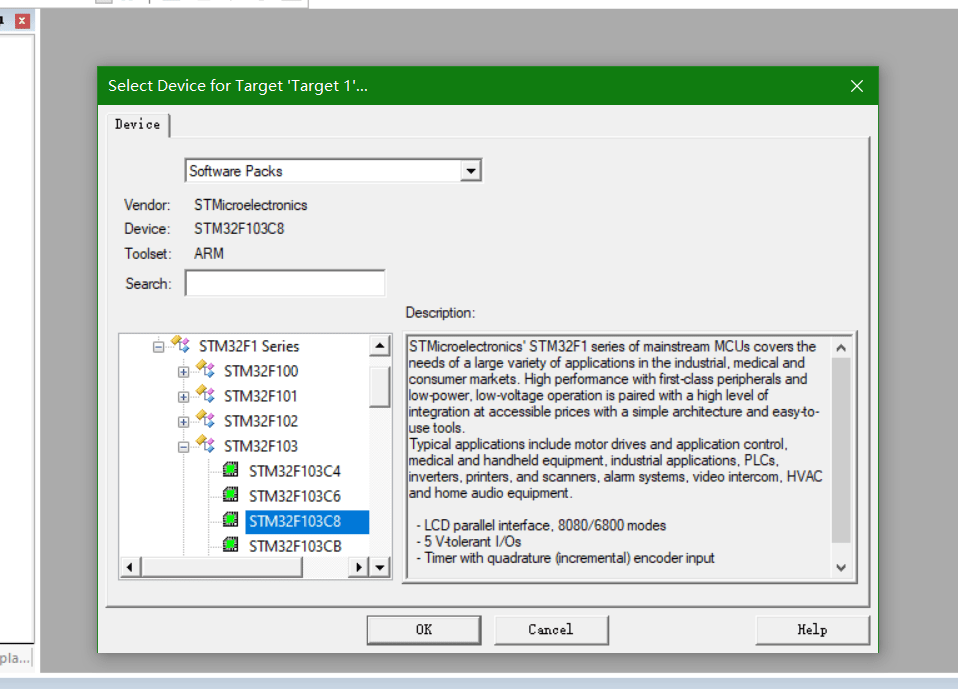 Select Device for Target 'Target 1'...
Device
Software Packs
Vendor: STMicroelectronics
Device: STM32F103C8
Toolset: ARM
Search:
Description:
STM32F1 Series
STM32F100
STM32F101
STM32F102
STM32F103
STM32F103C4
STM32F103C6
STM32F103C8
STM32F103CB
STMicroelectronics' STM32F1 series of mainstream MCUs covers the
needs of a large variety of applications in the industrial, medical and
consumer markets. High performance with first-class peripherals and
low-power, low-voltage operation is paired with a high level of
integration at accessible prices with a simple architecture and easy-to-
use tools.
Typical applications include motor drives and application control,
medical and handheld equipment, industrial applications, PLCs,
inverters, printers, and scanners, alarm systems, video intercom, HVAC
and home audio equipment.
- LCD parallel interface, 8080/6800 modes
- 5 V-tolerant I/Os
- Timer with quadrature (incremental) encoder input
OK
Cancel
Help
pla...